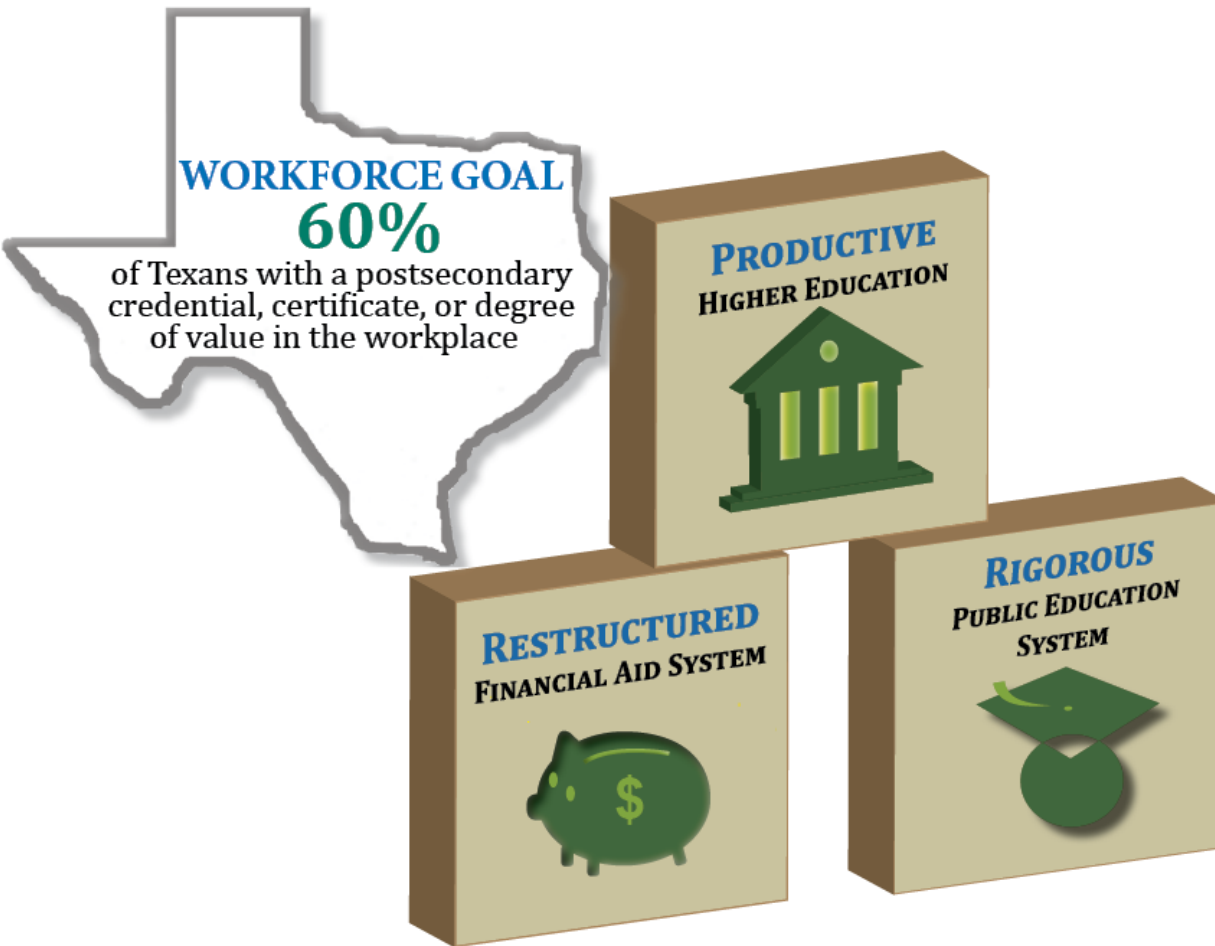 WORKFORCE GOAL
60%
of Texans with a postsecondary
credential, certificate, or degree
of value in the workplace
PRODUCTIVE
HIGHER EDUCATION
RESTRUCTURED
FINANCIAL AID SYSTEM
$
RIGOROUS
PUBLIC EDUCATION
SYSTEM